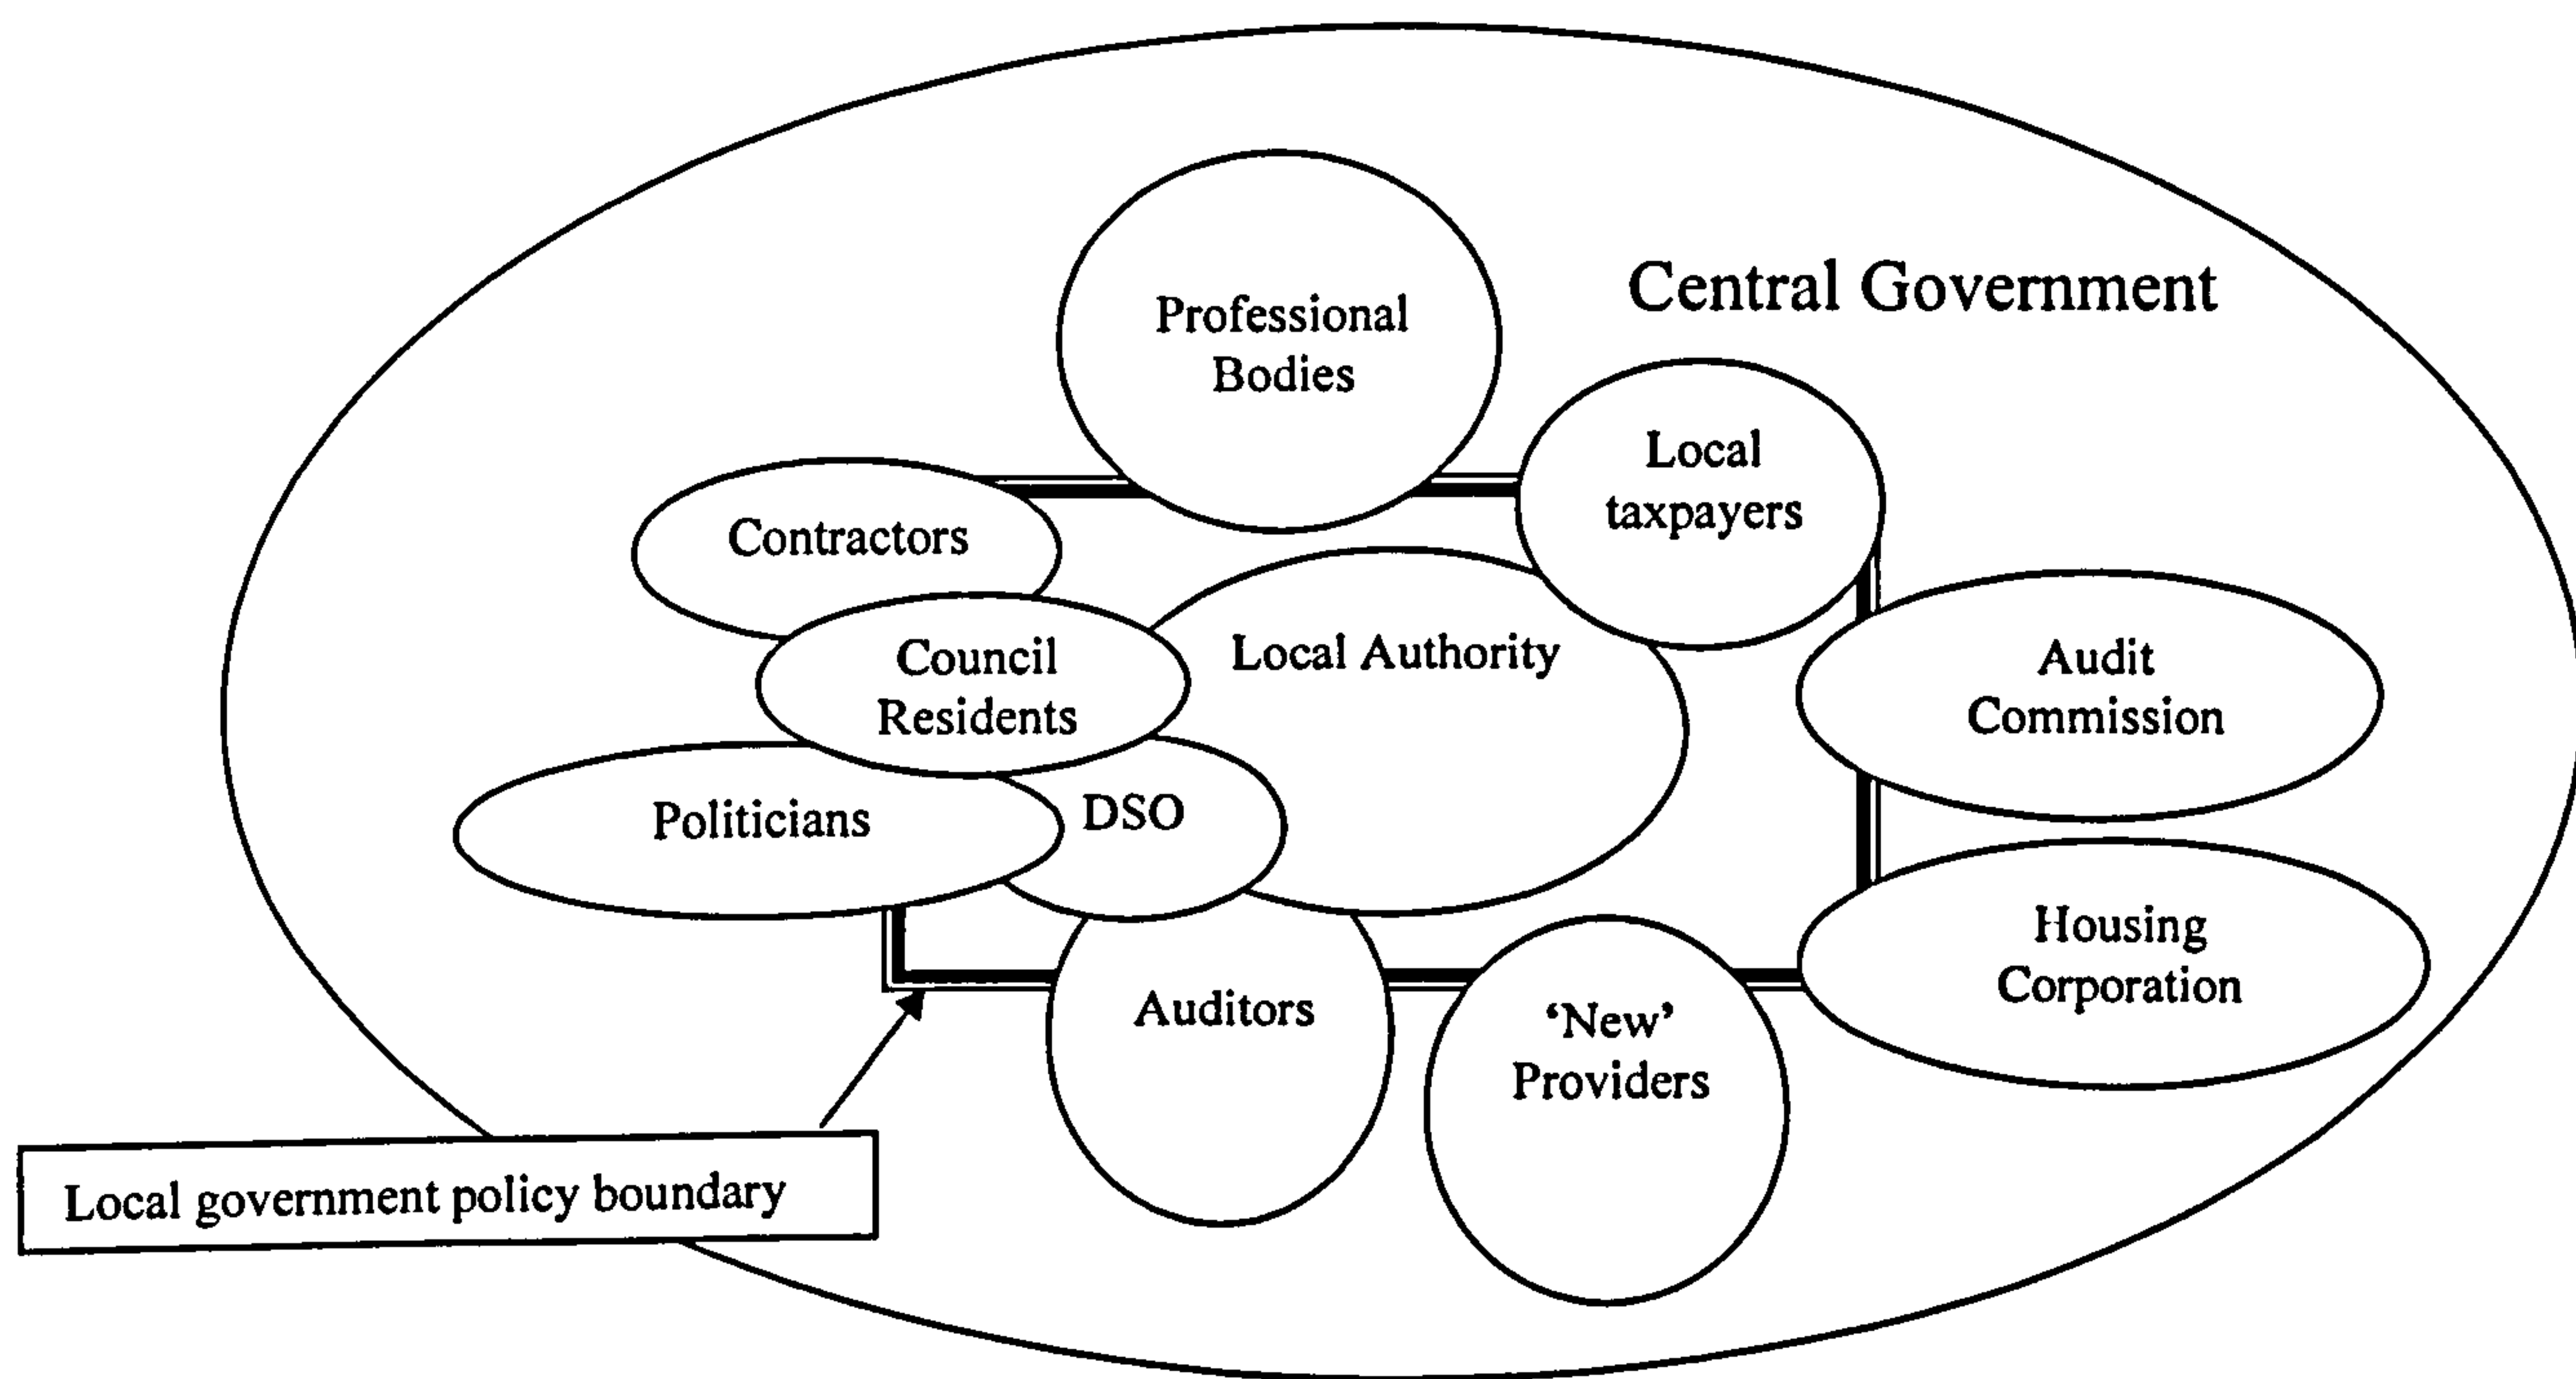 Central Government
Professional
Bodies
Local
taxpayers
Contractors
Council
Residents
Local Authority
Audit
Commission
Politicians
DSO
Housing
Corporation
Auditors
‘New’
Providers
Local government policy boundary